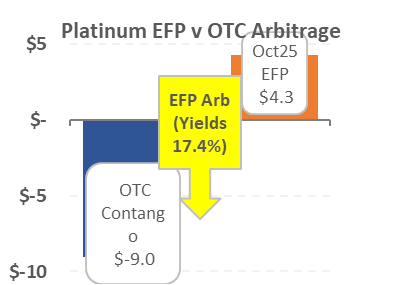 Platinum EFP v OTC Arbitrage
$5
Oct25
EFP
$4.3
EFP Arb
(Yields
17.4%)
$-
OTC
Contang
o
$-9.0
$-5
$-10